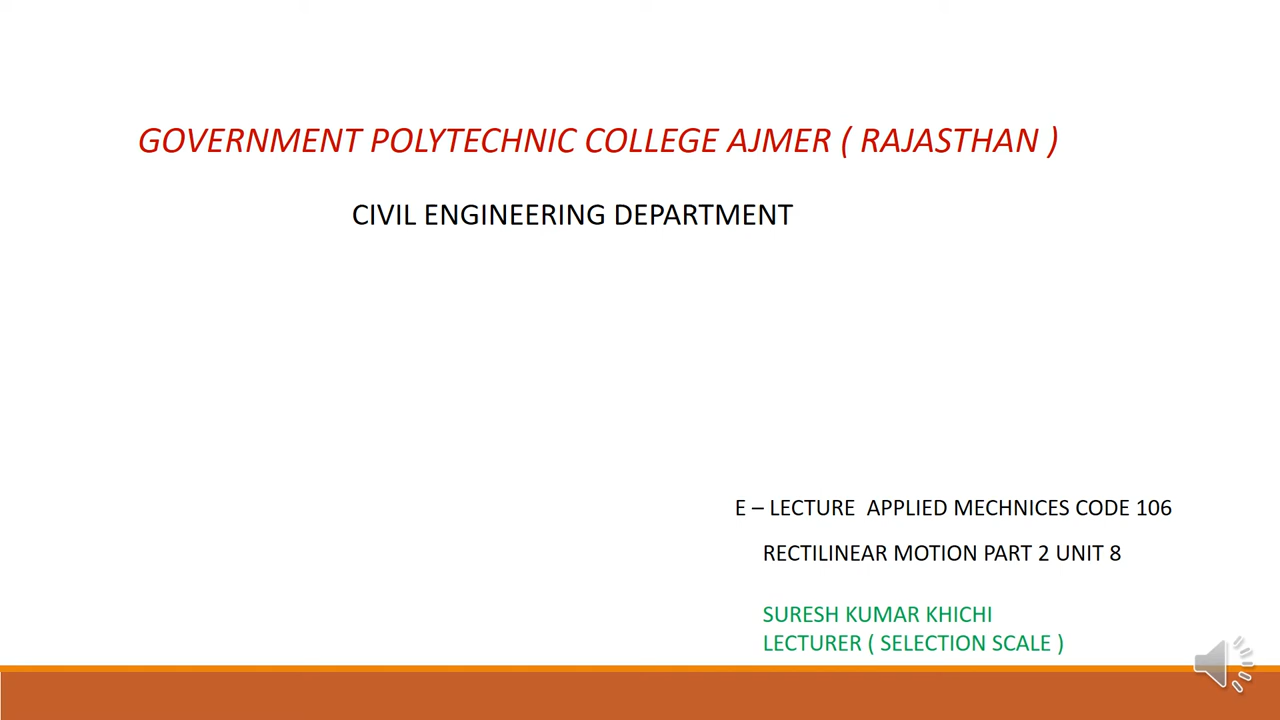 GOVERNMENT POLYTECHNIC COLLEGE AJMER ( RAJASTHAN )
CIVIL ENGINEERING DEPARTMENT
E – LECTURE APPLIED MECHNICES CODE 106
RECTILINEAR MOTION PART 2 UNIT 8
SURESH KUMAR KHICHI
LECTURER ( SELECTION SCALE )